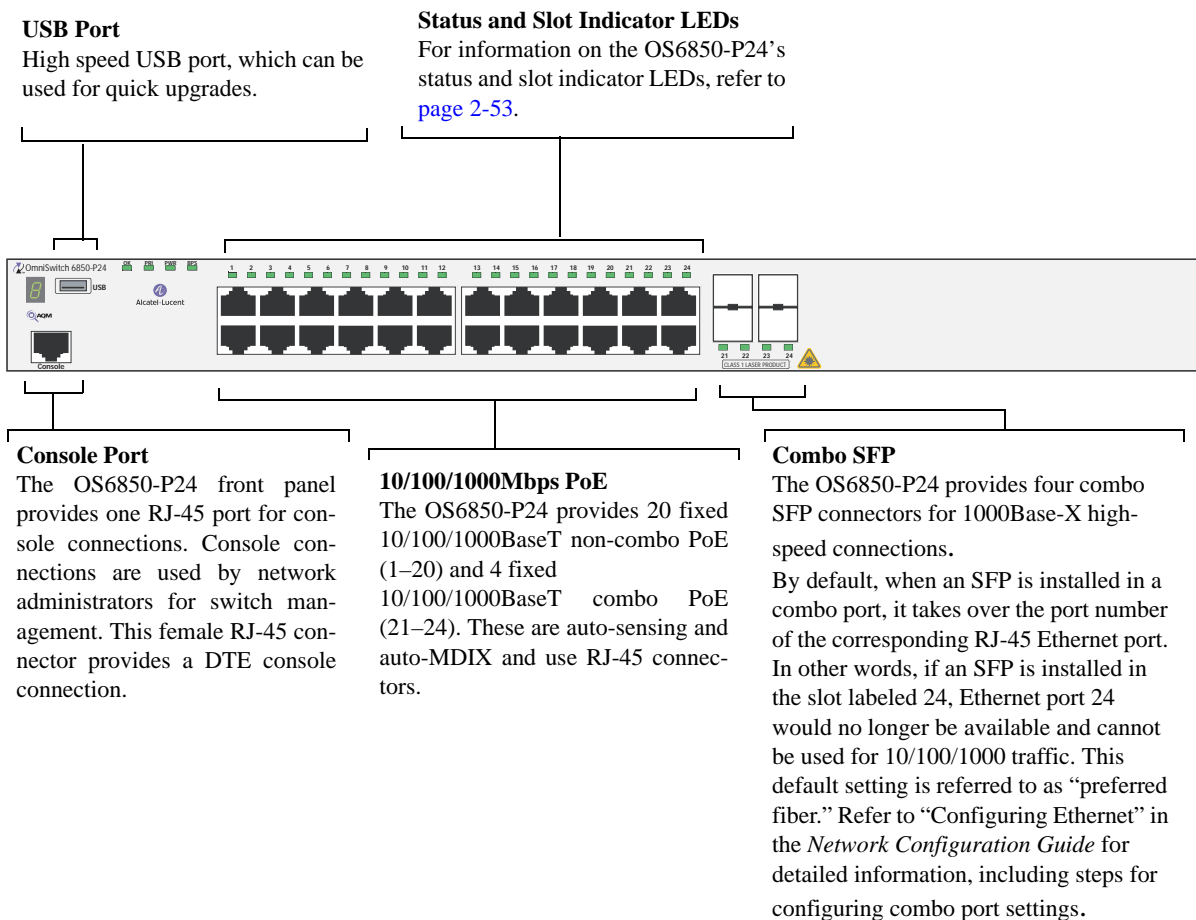 USB Port
High speed USB port, which can be
used for quick upgrades.
Status and Slot Indicator LEDs
For information on the OS6850-P24's
status and slot indicator LEDs, refer to
page 2-53.
OmniSwitch 6850-P24
OK PRI PWR BPS
1 2 3 4 5 6 7 8 9 10 11 12
13 14 15 16 17 18 19 20 21 22 23 24
8
USB
AQM
Alcatel·Lucent
Console
21 22 23 24
CLASS 1 LASER PRODUCT
Console Port
The OS6850-P24 front panel
provides one RJ-45 port for con-
sole connections. Console con-
nections are used by network
administrators for switch man-
agement. This female RJ-45 con-
nector provides a DTE console
connection.
10/100/1000Mbps PoE
The OS6850-P24 provides 20 fixed
10/100/1000BaseT non-combo PoE
(1–20) and 4 fixed
10/100/1000BaseT combo PoE
(21–24). These are auto-sensing and
auto-MDIX and use RJ-45 connec-
tors.
Combo SFP
The OS6850-P24 provides four combo
SFP connectors for 1000Base-X high-
speed connections.
By default, when an SFP is installed in a
combo port, it takes over the port number
of the corresponding RJ-45 Ethernet port.
In other words, if an SFP is installed in
the slot labeled 24, Ethernet port 24
would no longer be available and cannot
be used for 10/100/1000 traffic. This
default setting is referred to as “preferred
fiber.” Refer to “Configuring Ethernet” in
the Network Configuration Guide for
detailed information, including steps for
configuring combo port settings.